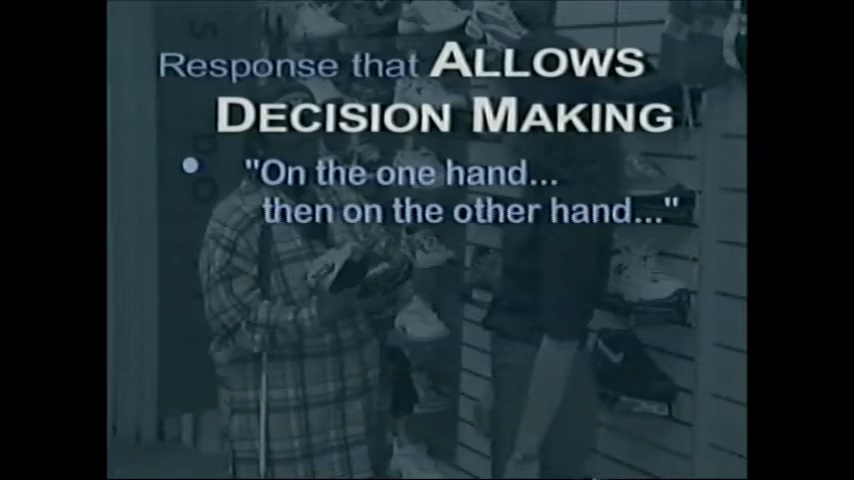 Response that ALLOWS
DECISION MAKING
• "On the one hand...
then on the other hand..."